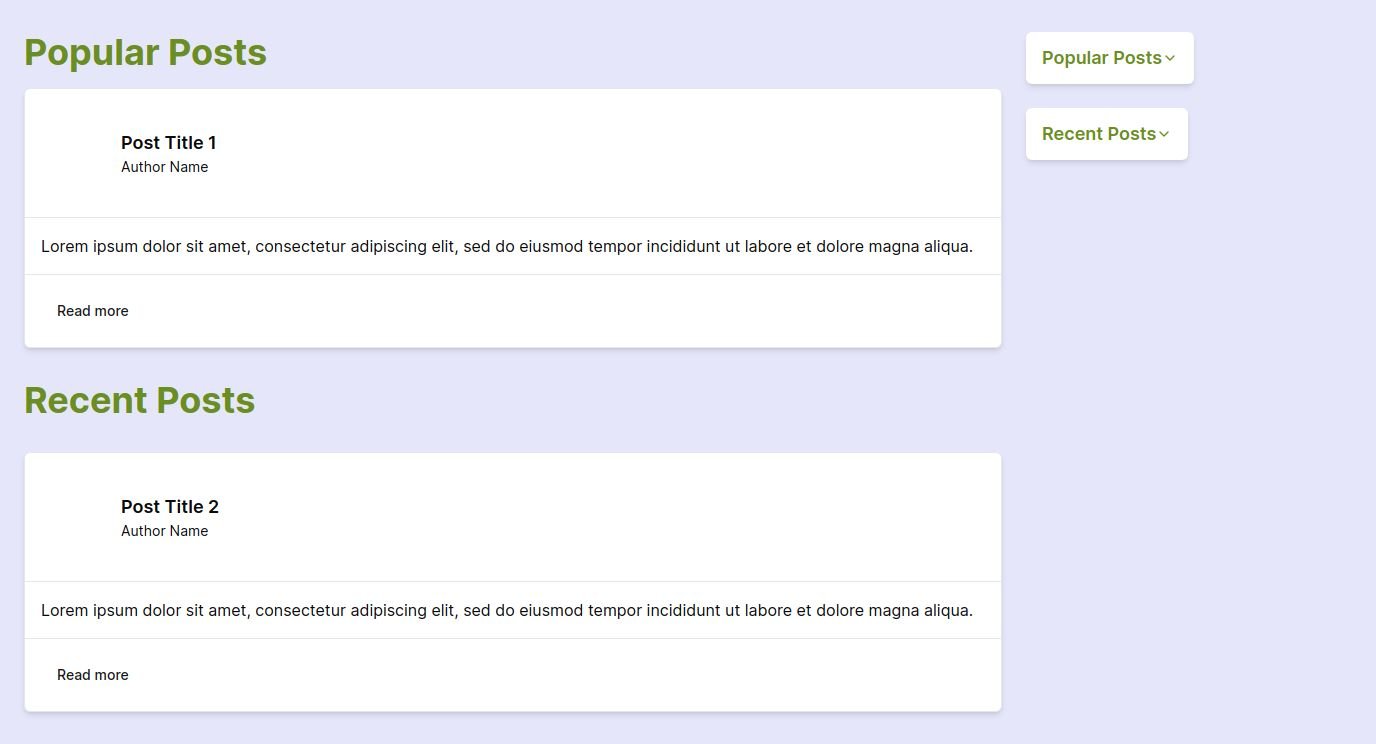 Popular Posts
Post Title 1
Author Name
Lorem ipsum dolor sit amet, consectetur adipiscing elit, sed do eiusmod tempor incididunt ut labore et dolore magna aliqua.
Read more
Recent Posts
Post Title 2
Author Name
Lorem ipsum dolor sit amet, consectetur adipiscing elit, sed do eiusmod tempor incididunt ut labore et dolore magna aliqua.
Read more
Popular Posts
Recent Posts